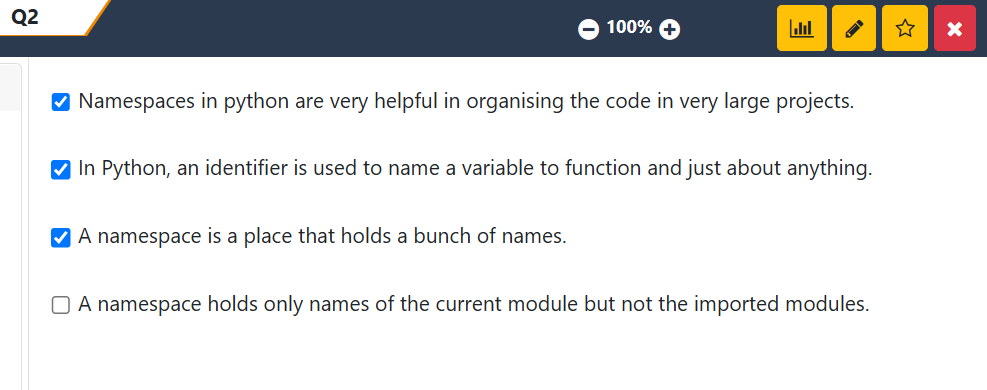 Q2
100%
Namespaces in python are very helpful in organising the code in very large projects.
In Python, an identifier is used to name a variable to function and just about anything.
A namespace is a place that holds a bunch of names.
A namespace holds only names of the current module but not the imported modules.